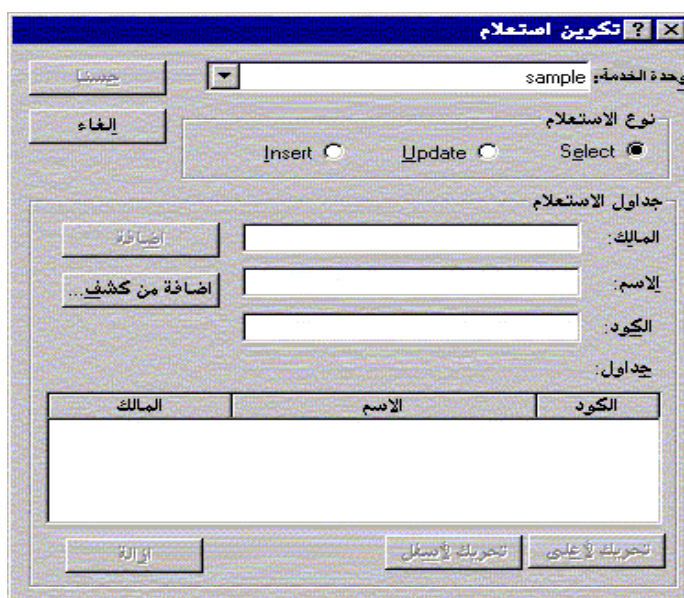 تكوين استعلام
وحدة الخدمة: sample
حسنا
نوع الاستعلام
إلغاء
Select Update Insert
جداول الاستعلام
المالك:
اضافة
الاسم:
اضافة من كشف...
الكود:
جداول:
الكود الاسم المالك
تحريك لأعلى تحريك لأسفل ازالة